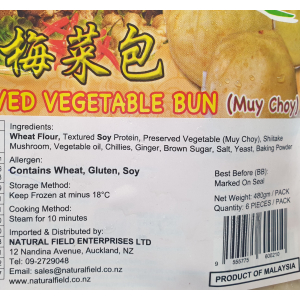 梅菜包
VED VEGETABLE BUN (Muy Choy)
Ingredients:
Wheat Flour, Textured Soy Protein, Preserved Vegetable (Muy Choy), Shiitake
Mushroom, Vegetable oil, Chillies, Ginger, Brown Sugar, Salt, Yeast, Baking Powder
Allergen:
Contains Wheat, Gluten, Soy
Storage Method:
Keep Frozen at minus 18°C
Cooking Method:
Steam for 10 minutes
Imported & Distributed by:
NATURAL FIELD ENTERPRISES LTD
12 Nandina Avenue, Auckland, NZ
Tel: 09-2729048
Email: sales@naturalfield.co.nz
www.naturalfield.co.nz
Best Before (BB):
Marked On Seal
Net Weight: 480gm / PACK
Quantity: 6 PIECES / PACK
9 555775 600210
PRODUCT OF MALAYSIA